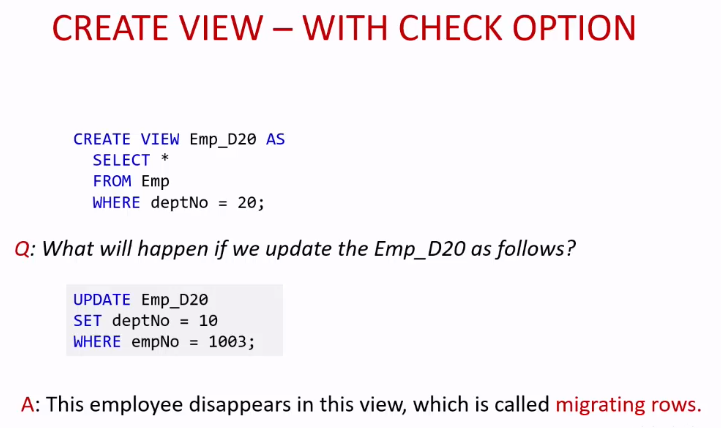 CREATE VIEW – WITH CHECK OPTION
CREATE VIEW Emp_D20 AS
SELECT *
FROM Emp
WHERE deptNo = 20;
Q: What will happen if we update the Emp_D20 as follows?
UPDATE Emp_D20
SET deptNo = 10
WHERE empNo = 1003;
A: This employee disappears in this view, which is called migrating rows.